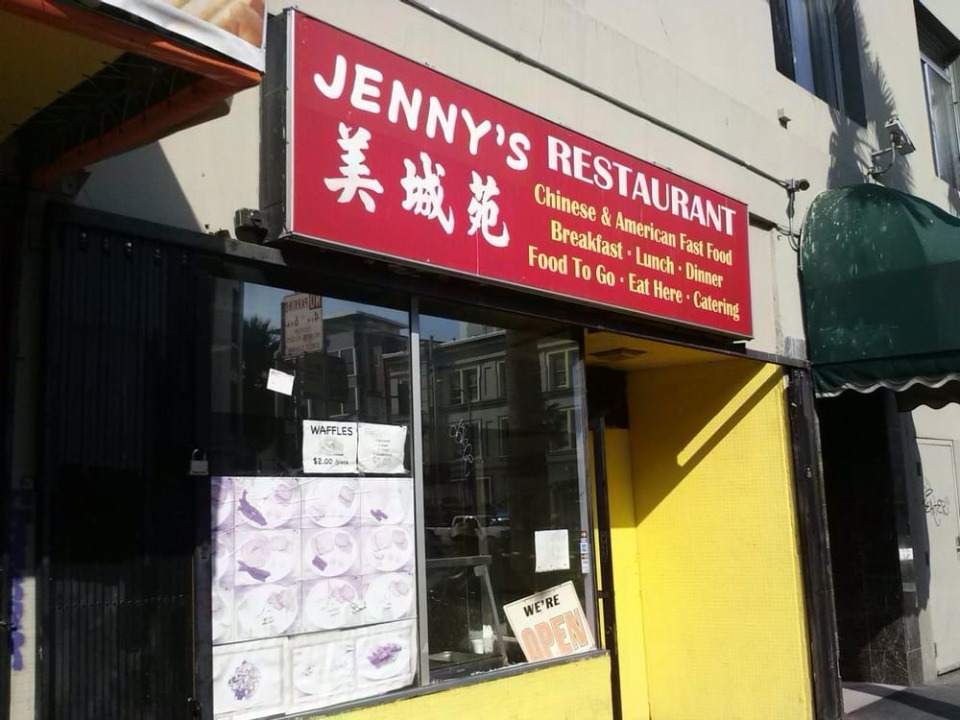 JENNY'S RESTAURANT
美城苑
Chinese & American Fast Food
Breakfast · Lunch · Dinner
Food To Go · Eat Here · Catering
WAFFLES
$2.00
WE'RE
OPEN